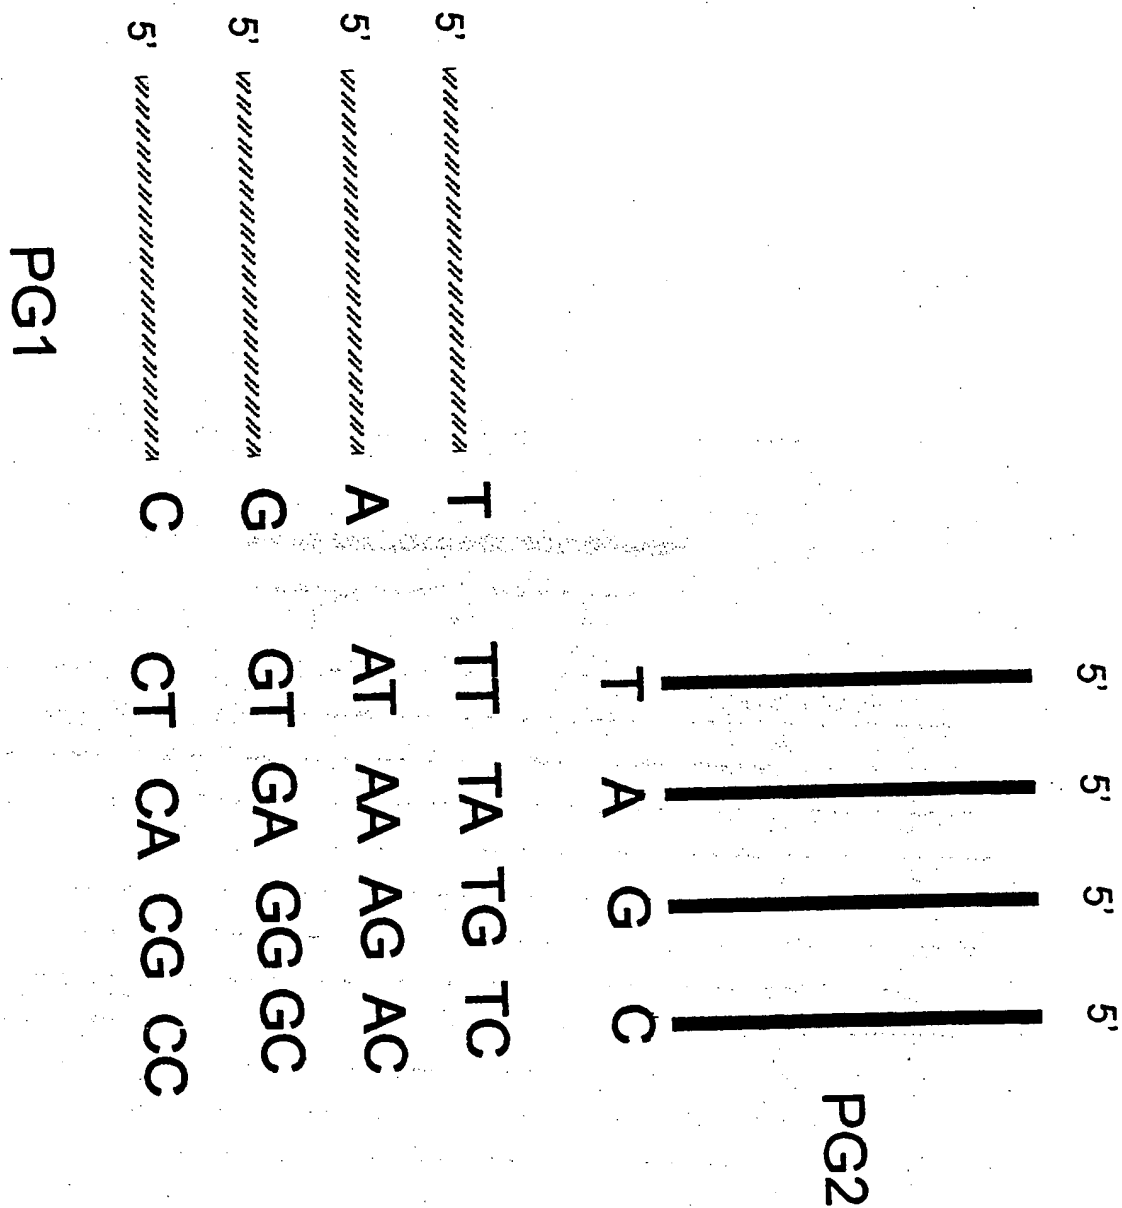 5' 5' 5' 5'
PG2
T A G C
5' T TT TA TG TC
5' A AT AA AG AC
5' G GT GA GG GC
5' C CT CA CG CC
PG1